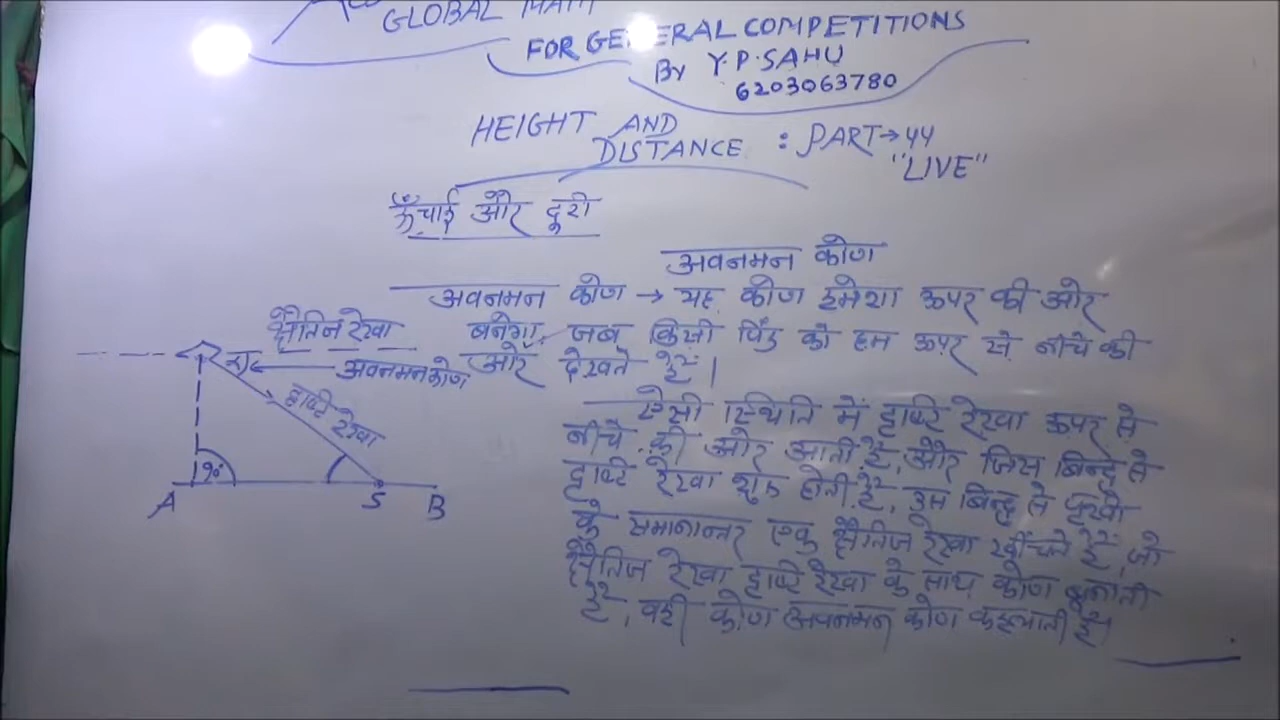 GLOBAL MATH
FOR GENERAL COMPETITIONS
By Y.P.SAHU
6203063780
HEIGHT AND
DISTANCE : PART→44
"LIVE"
ऊँचाई और दूरी
अवनमन कोण
अवनमन कोण → यह कोण हमेशा ऊपर की ओर
बनेगा, जब किसी पिंड को हम ऊपर से नीचे की
ओर देखते हैं।
ऐसी स्थिति में दृष्टि रेखा ऊपर से
नीचे की ओर आती है, और जिस बिन्दु से
दृष्टि रेखा शुरु होती है, उस बिन्दु से पृथ्वी
के समानान्तर एक क्षैतिज रेखा खींचते हैं, जो
क्षैतिज रेखा दृष्टि रेखा के साथ कोण बनाती
है, वही कोण अवनमन कोण कहलाती है।
क्षैतिज रेखा
अवनमन कोण
दृष्टि रेखा
90°
A S B